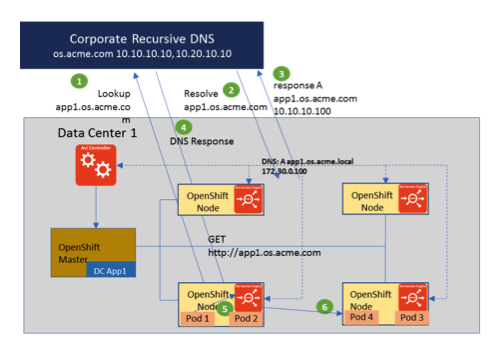 Corporate Recursive DNS
os.acme.com 10.10.10.10, 10.20.10.10
1
2
3
Lookup
app1.os.acme.co
m
Resolve
app1.os.acme.com
response A
app1.os.acme.com
10.10.10.100
4
Data Center 1
DNS Response
Avi Controller
DNS: A app1.os.acme.local
172.30.0.100
OpenShift
Node
OpenShift
Node
GET
http://app1.os.acme.com
OpenShift
Master
DC App1
OpenShift
Node
5
Pod 1
Pod 2
6
OpenShift
Node
Pod 4
Pod 3